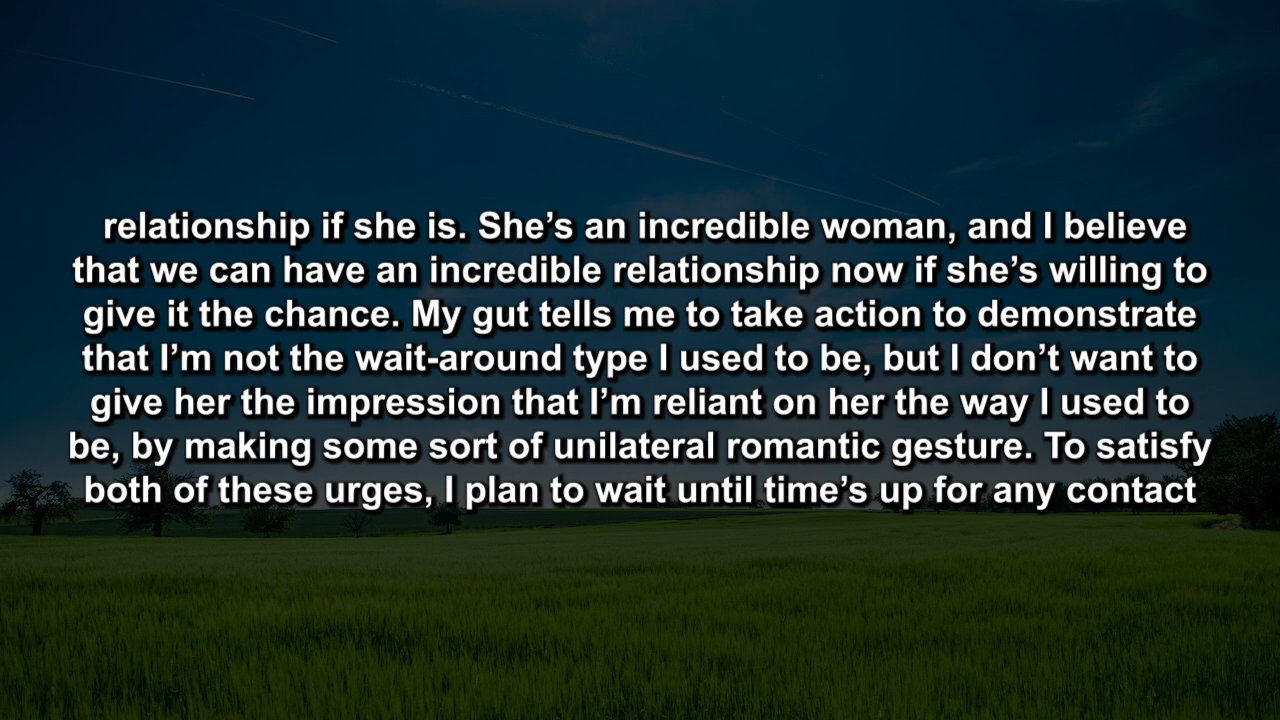 relationship if she is. She’s an incredible woman, and I believe
that we can have an incredible relationship now if she’s willing to
give it the chance. My gut tells me to take action to demonstrate
that I’m not the wait-around type I used to be, but I don’t want to
give her the impression that I’m reliant on her the way I used to
be, by making some sort of unilateral romantic gesture. To satisfy
both of these urges, I plan to wait until time’s up for any contact